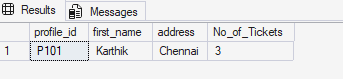 Results Messages
profile_id first_name address No_of_Tickets
1 P101 Karthik Chennai 3